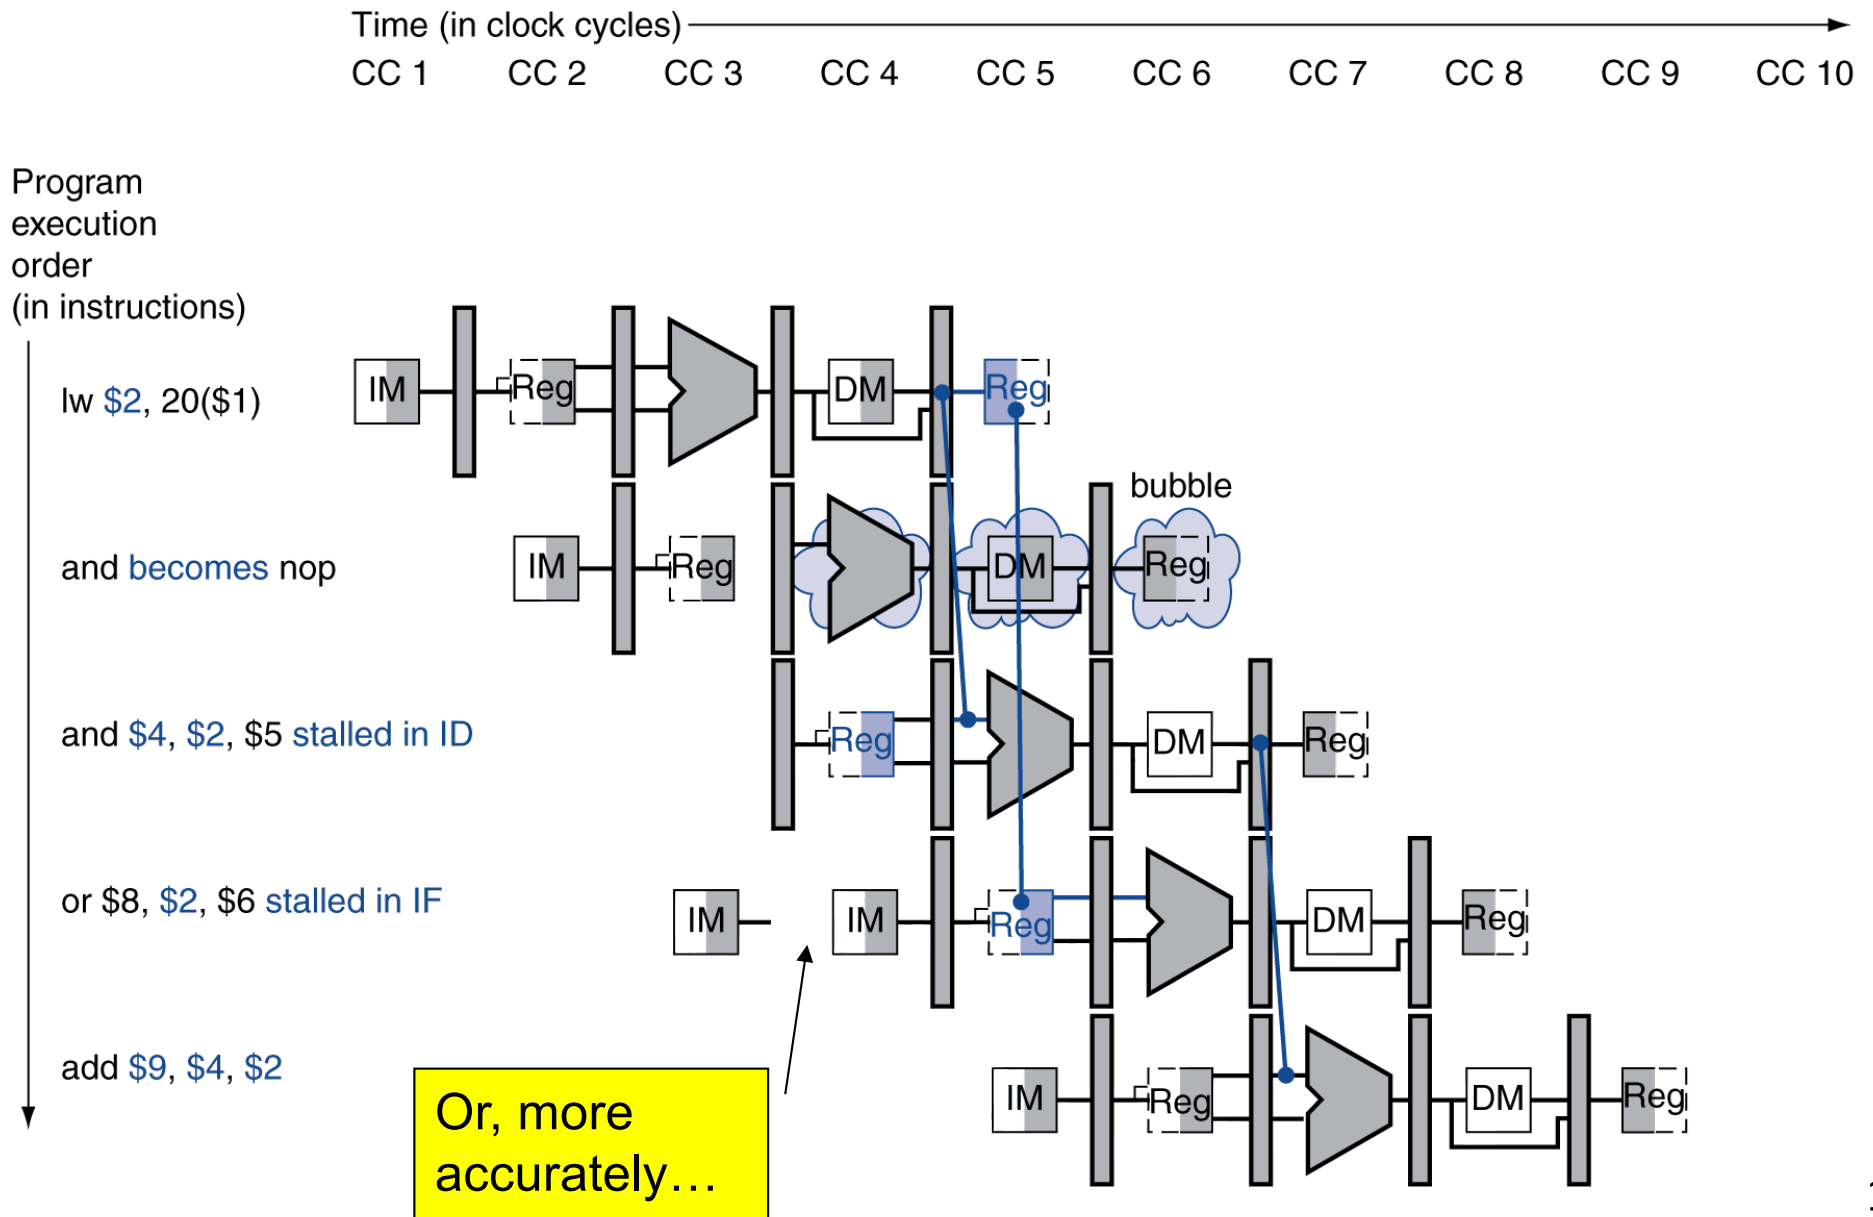 Time (in clock cycles)
CC 1 CC 2 CC 3 CC 4 CC 5 CC 6 CC 7 CC 8 CC 9 CC 10
Program
execution
order
(in instructions)
lw $2, 20($1)
IM Reg DM Reg
bubble
and becomes nop
IM Reg DM Reg
and $4, $2, $5 stalled in ID
Reg DM Reg
or $8, $2, $6 stalled in IF
IM IM Reg DM Reg
add $9, $4, $2
IM Reg DM Reg
Or, more
accurately…